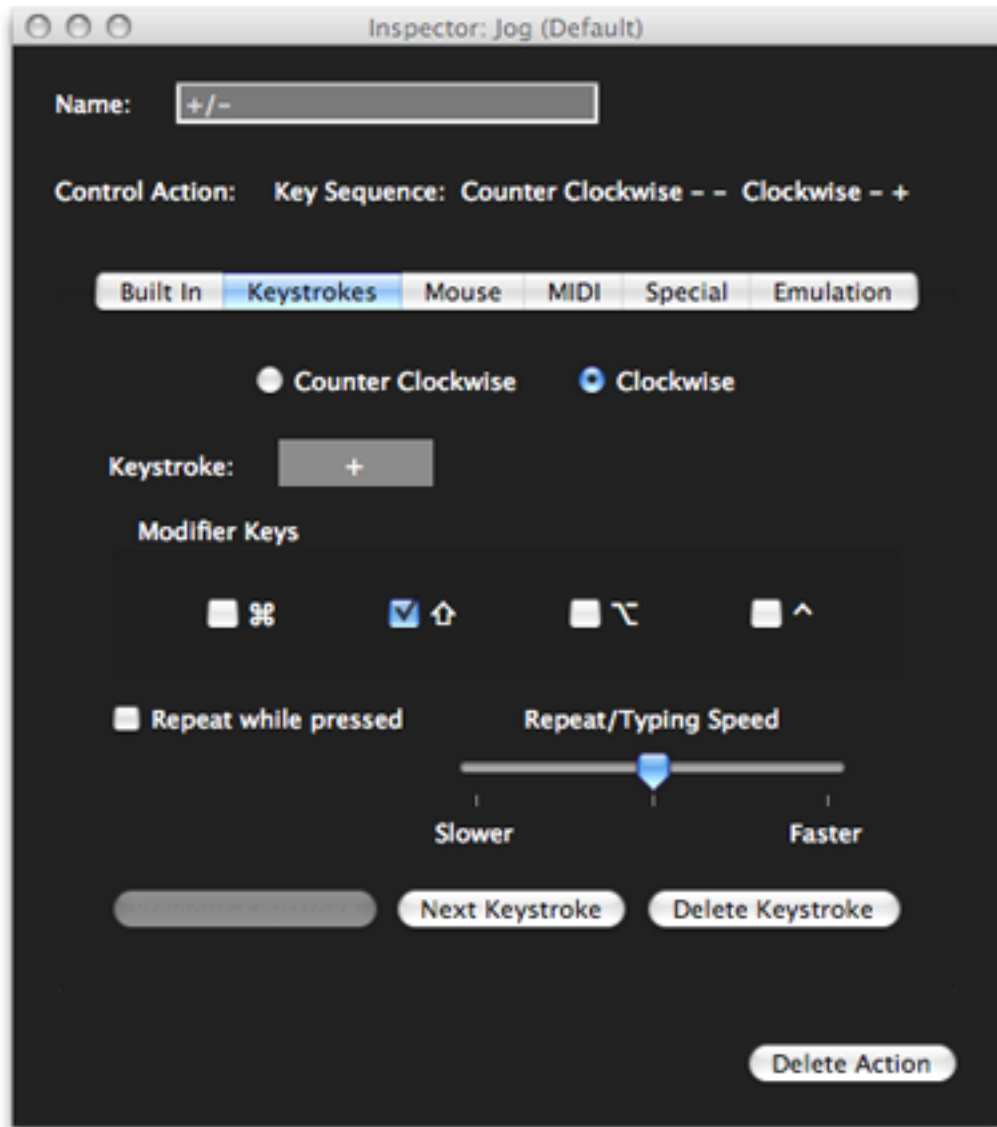 Inspector: Jog (Default)
Name: +/-
Control Action: Key Sequence: Counter Clockwise – – Clockwise – +
Built In Keystrokes Mouse MIDI Special Emulation
Counter Clockwise Clockwise
Keystroke: +
Modifier Keys
⌘ ⇧ ⌥ ^
Repeat while pressed Repeat/Typing Speed
Slower Faster
Next Keystroke Delete Keystroke
Delete Action